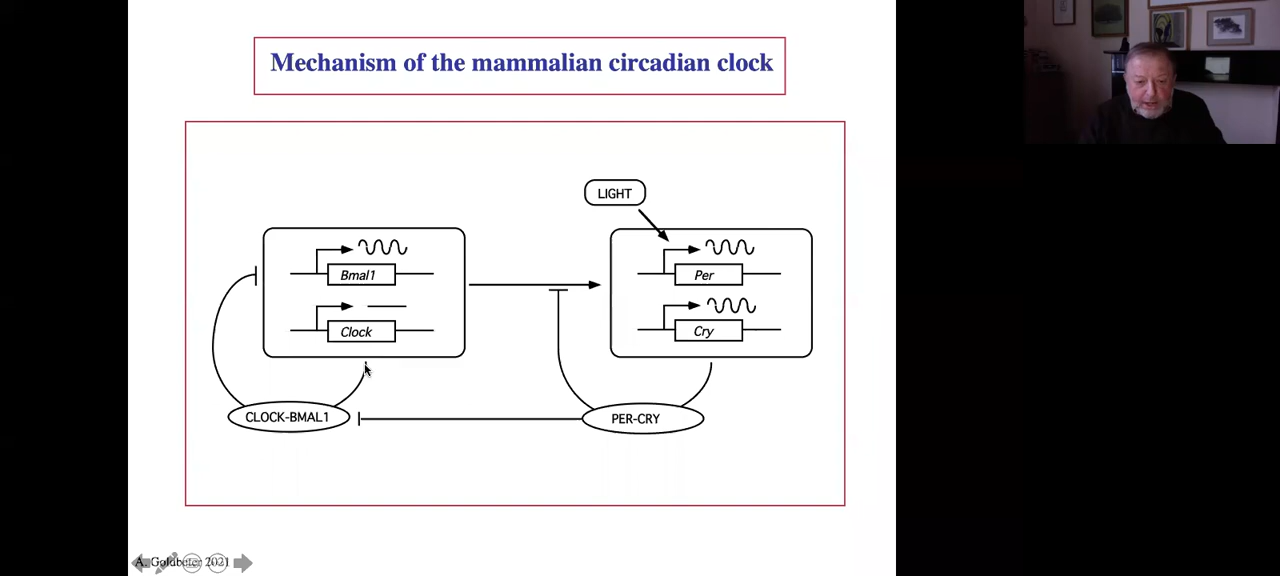 Mechanism of the mammalian circadian clock
LIGHT
Bmal1
Per
Clock
Cry
CLOCK-BMAL1
PER-CRY
A. Goldbeter 2021